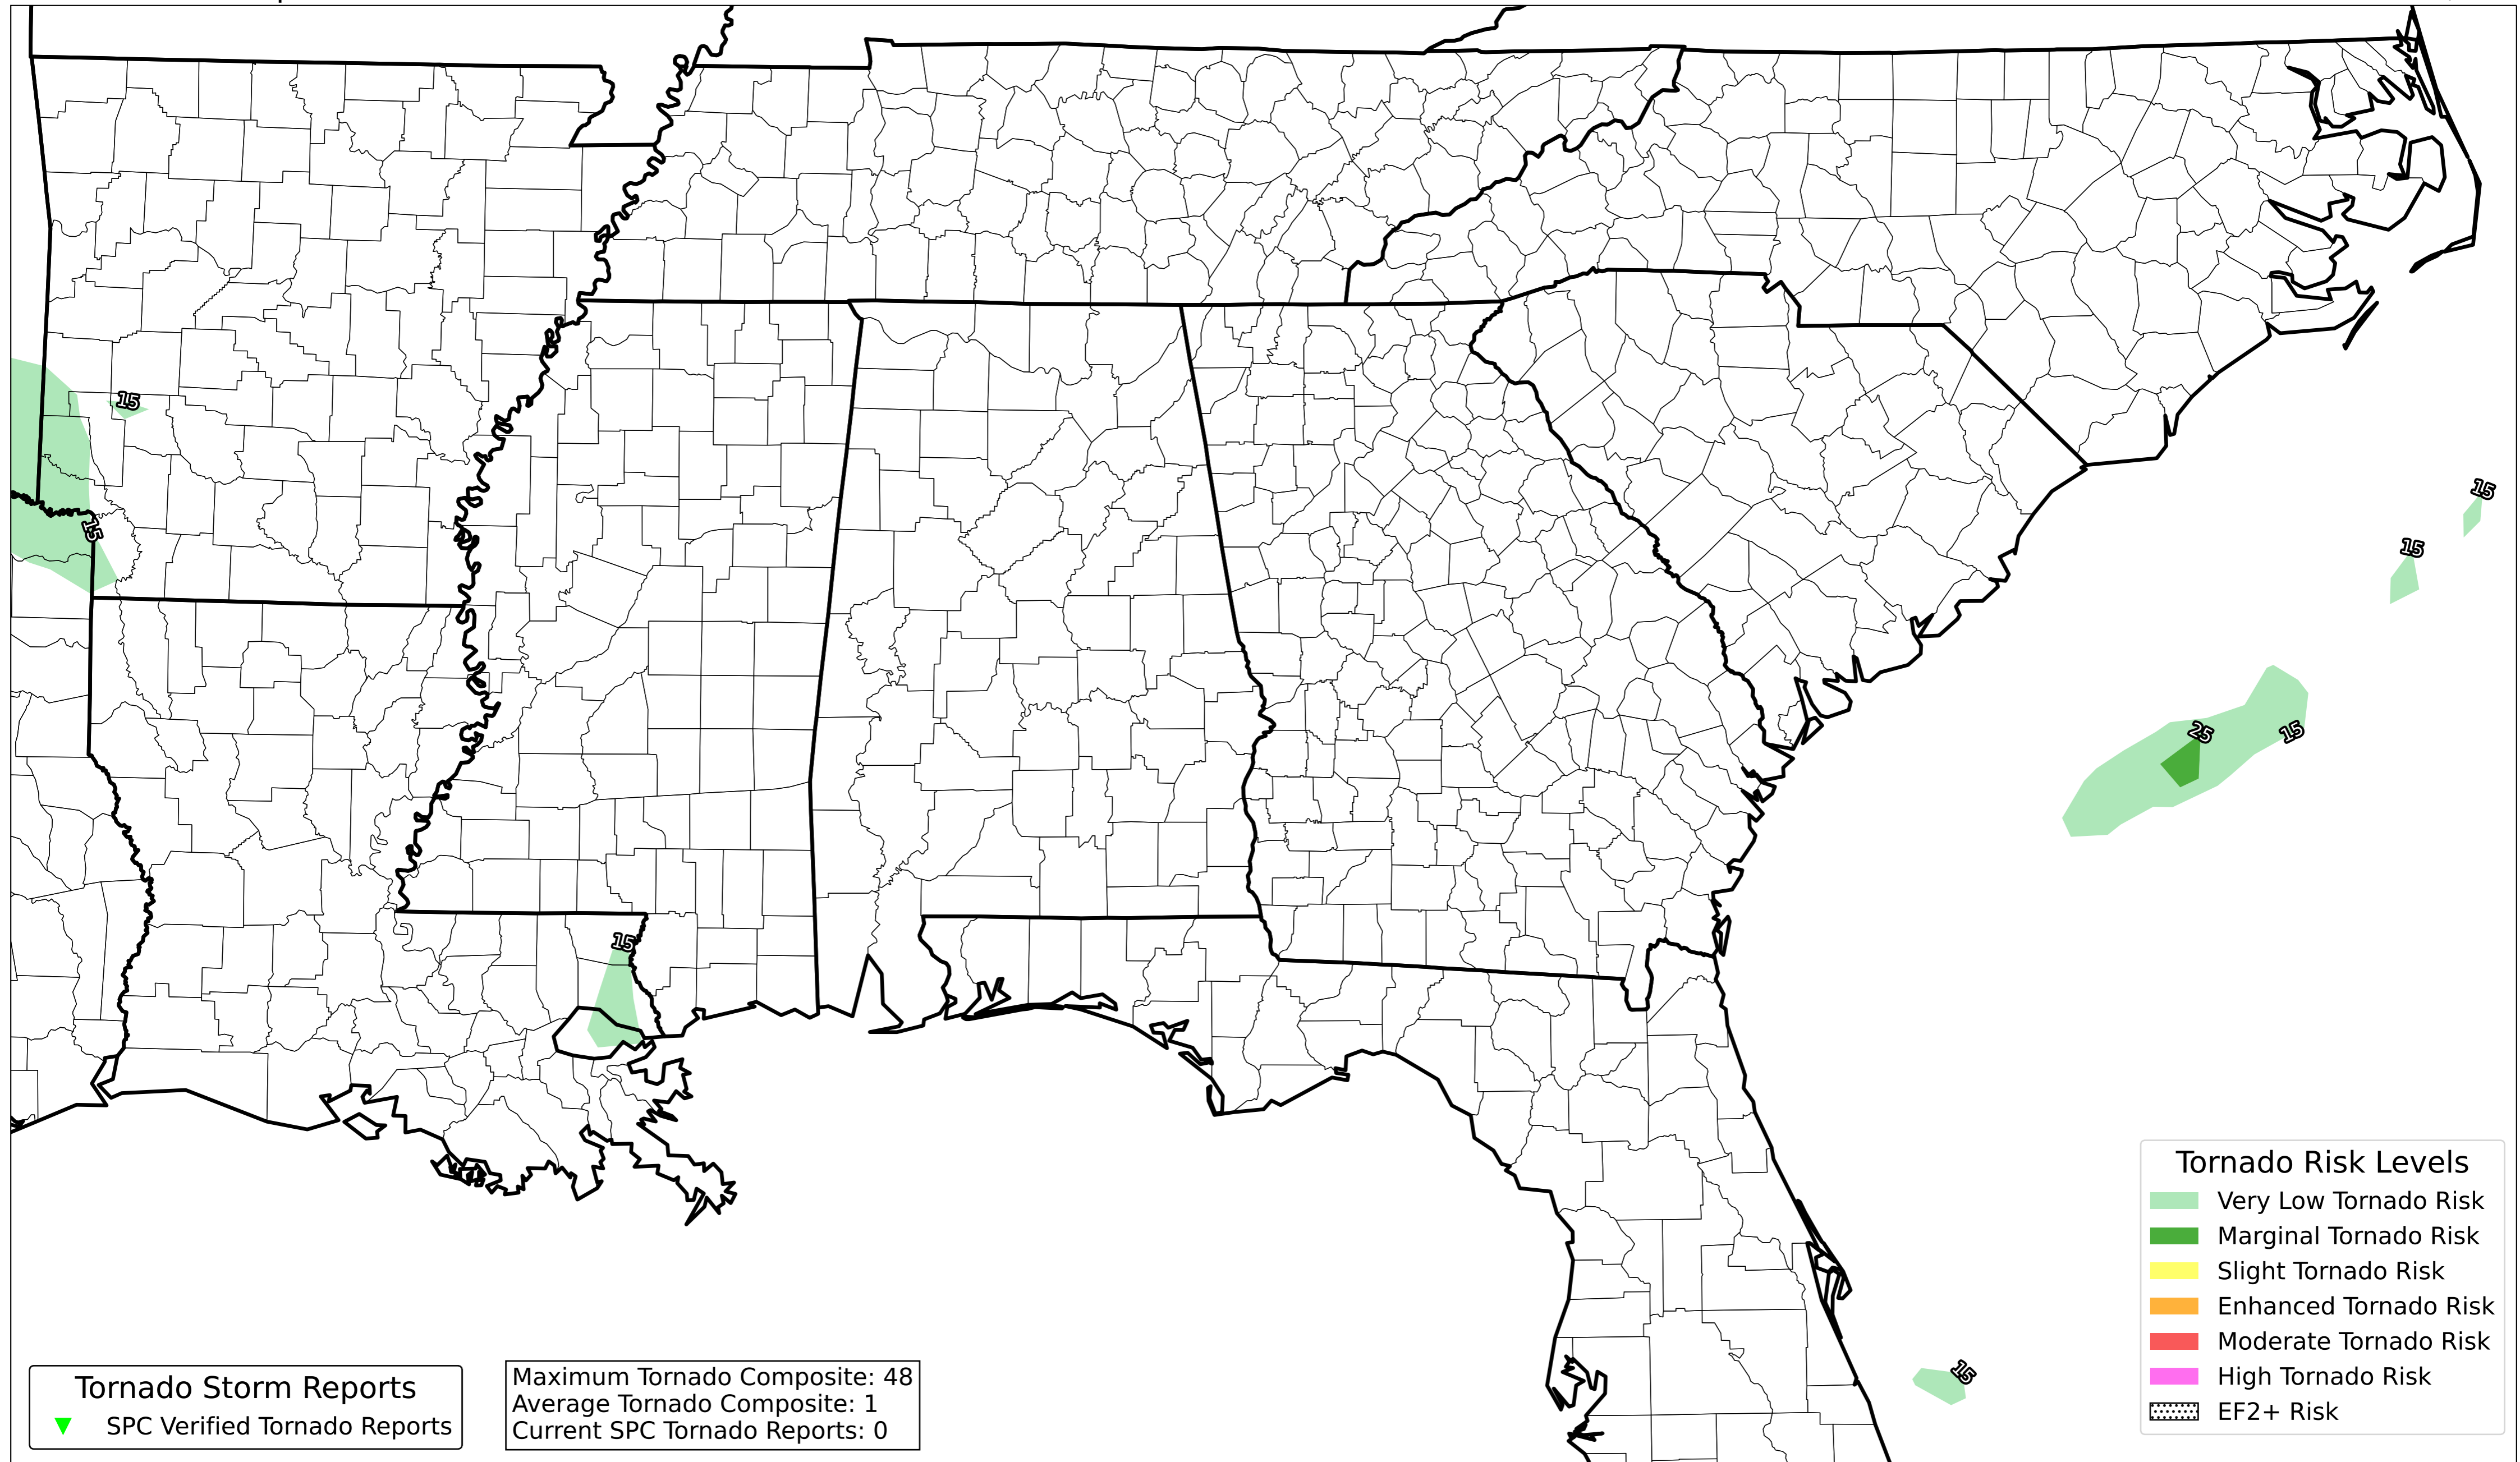 15
15
15
15
25
15
15
15
Tornado Risk Levels
Very Low Tornado Risk
Marginal Tornado Risk
Slight Tornado Risk
Enhanced Tornado Risk
Moderate Tornado Risk
High Tornado Risk
EF2+ Risk
Tornado Storm Reports
SPC Verified Tornado Reports
Maximum Tornado Composite: 48
Average Tornado Composite: 1
Current SPC Tornado Reports: 0